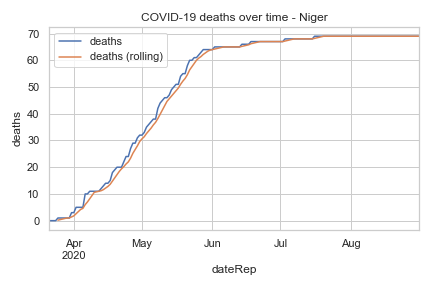 COVID-19 deaths over time - Niger
deaths
deaths (rolling)
70
60
50
40
30
20
10
0
deaths
Apr
2020
May
Jun
Jul
Aug
dateRep